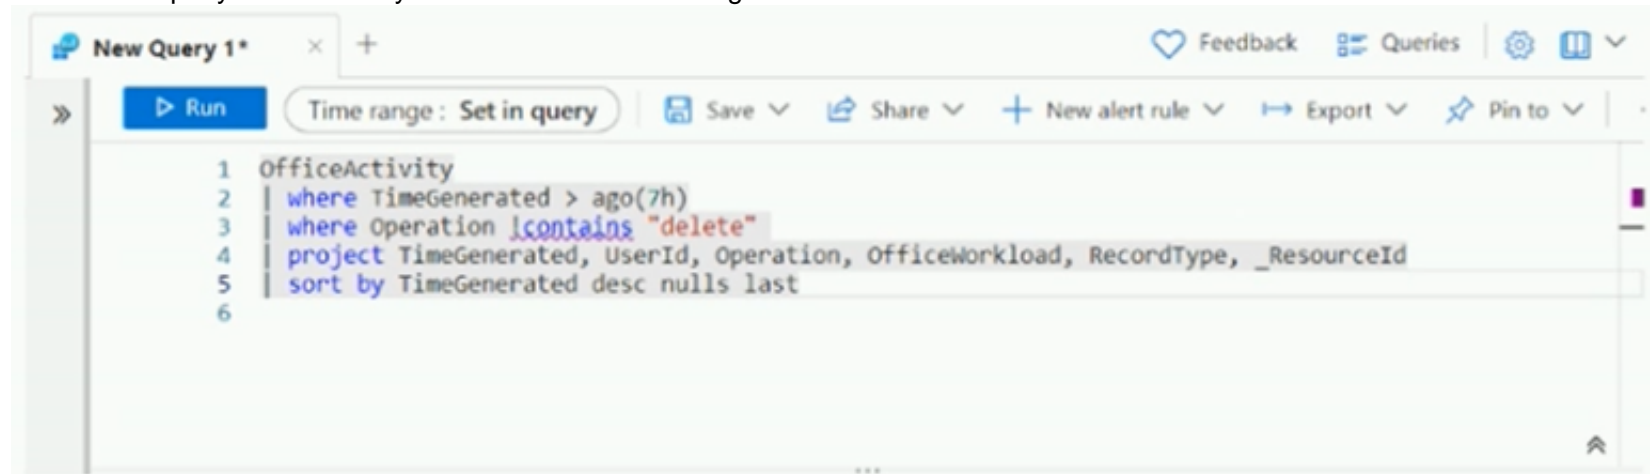 New Query 1*
Feedback Queries
Run Time range : Set in query Save Share New alert rule Export Pin to
1 OfficeActivity
2 | where TimeGenerated > ago(7h)
3 | where Operation !contains "delete"
4 | project TimeGenerated, UserId, Operation, OfficeWorkload, RecordType, _ResourceId
5 | sort by TimeGenerated desc nulls last
6